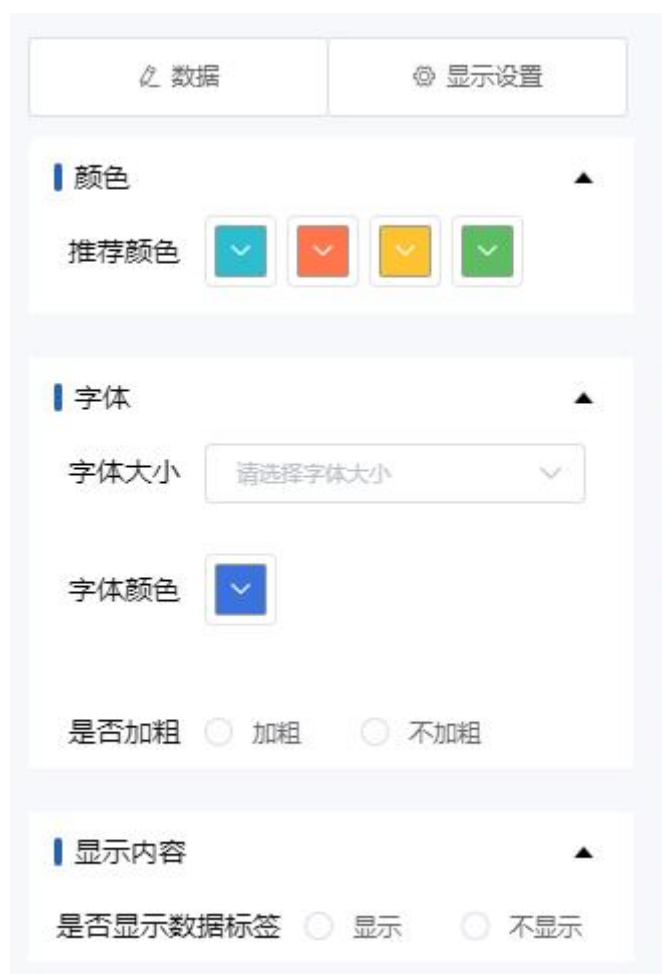 数据 显示设置
颜色
推荐颜色
字体
字体大小 请选择字体大小
字体颜色
是否加粗 加粗 不加粗
显示内容
是否显示数据标签 显示 不显示